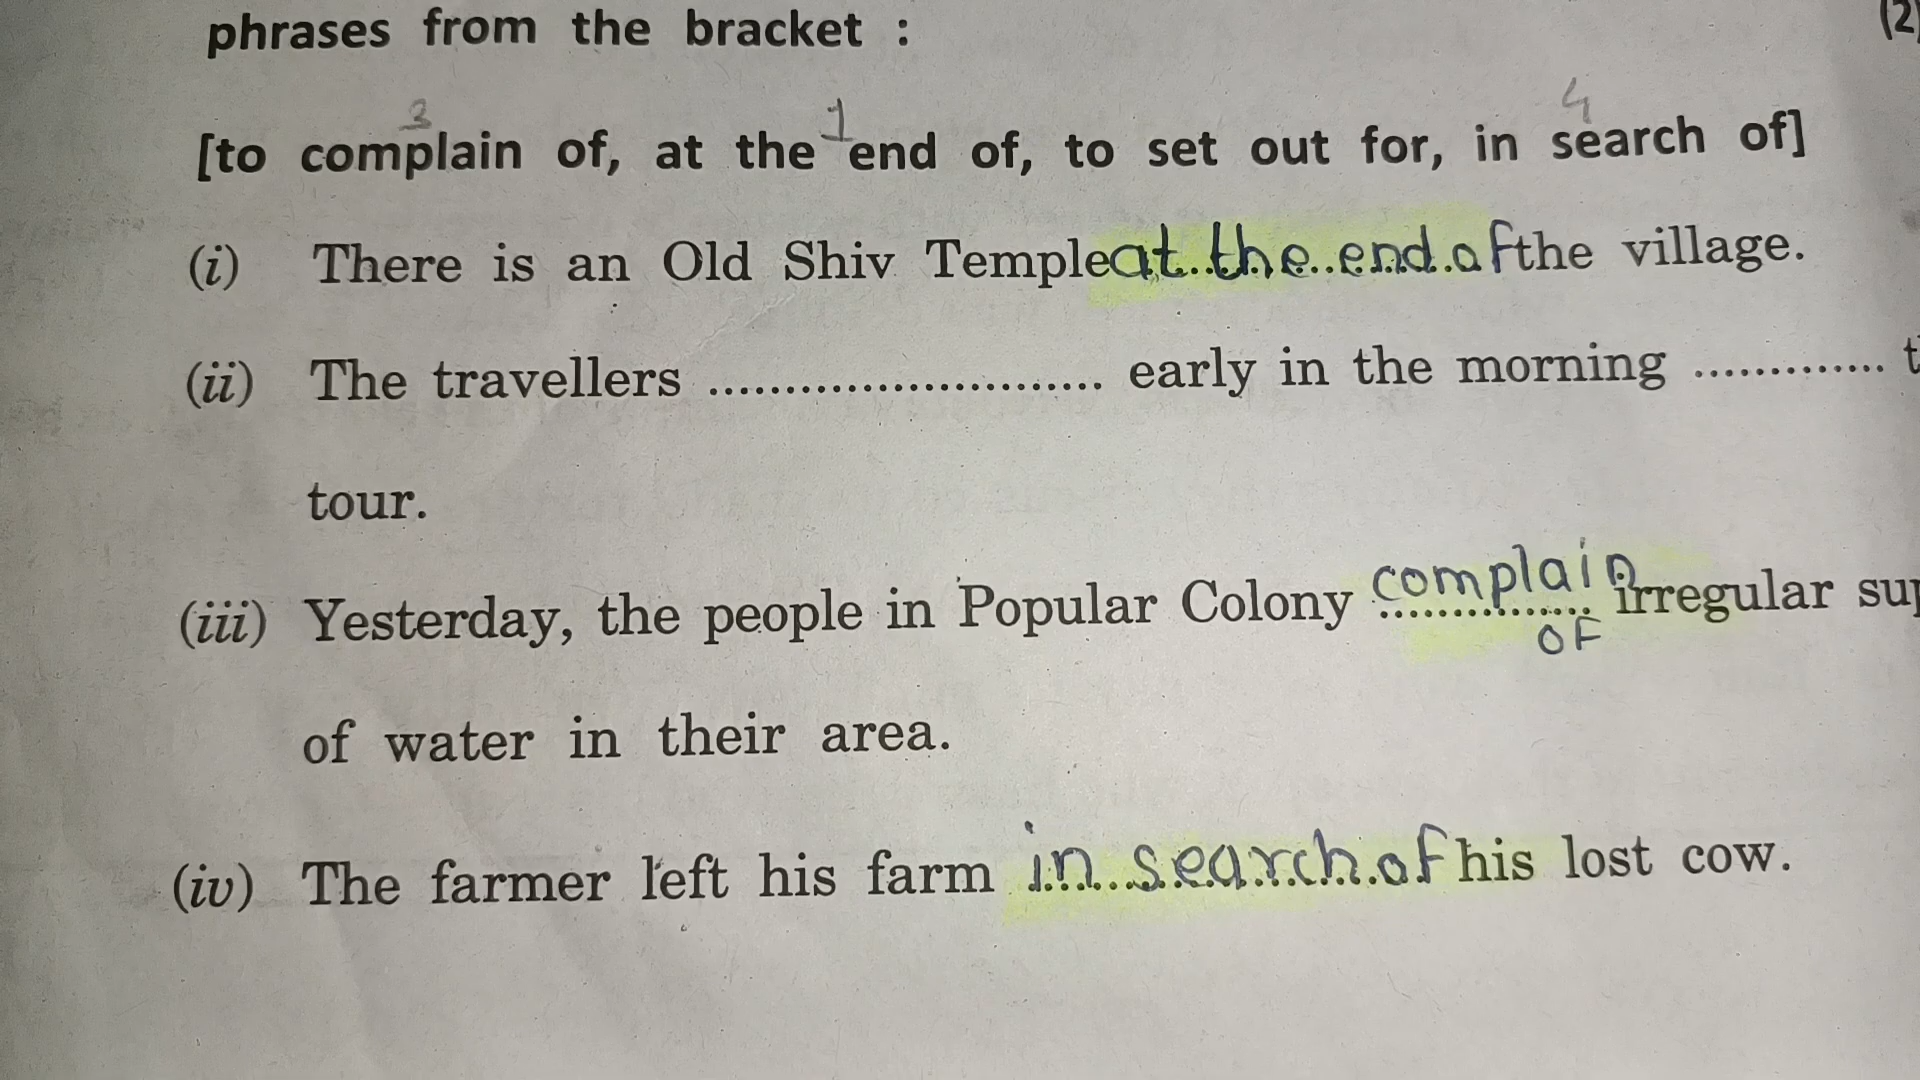 phrases from the bracket : (2)
3 1 4
[to complain of, at the end of, to set out for, in search of]
(i) There is an Old Shiv Temple at the end of the village.
(ii) The travellers .......................... early in the morning .............
tour.
(iii) Yesterday, the people in Popular Colony complain irregular
of
of water in their area.
(iv) The farmer left his farm in search of his lost cow.